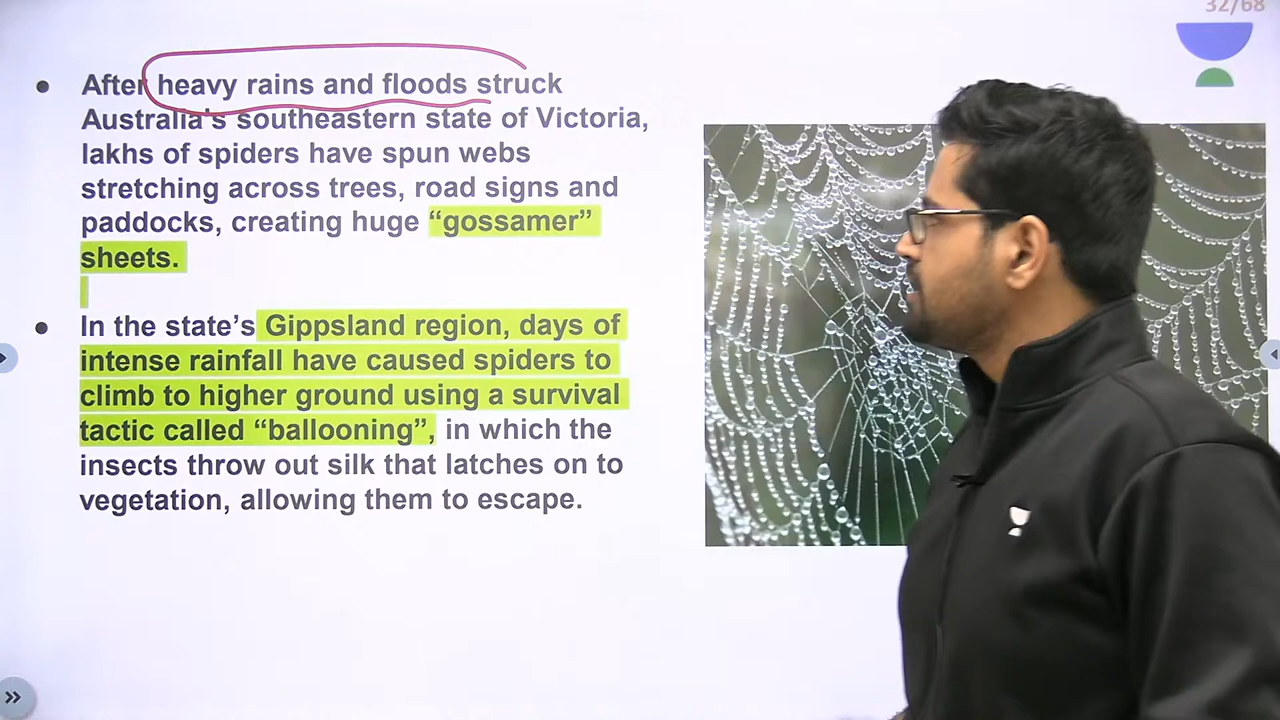 32/68
After heavy rains and floods struck
Australia's southeastern state of Victoria,
lakhs of spiders have spun webs
stretching across trees, road signs and
paddocks, creating huge “gossamer”
sheets.
In the state's Gippsland region, days of
intense rainfall have caused spiders to
climb to higher ground using a survival
tactic called “ballooning”, in which the
insects throw out silk that latches on to
vegetation, allowing them to escape.